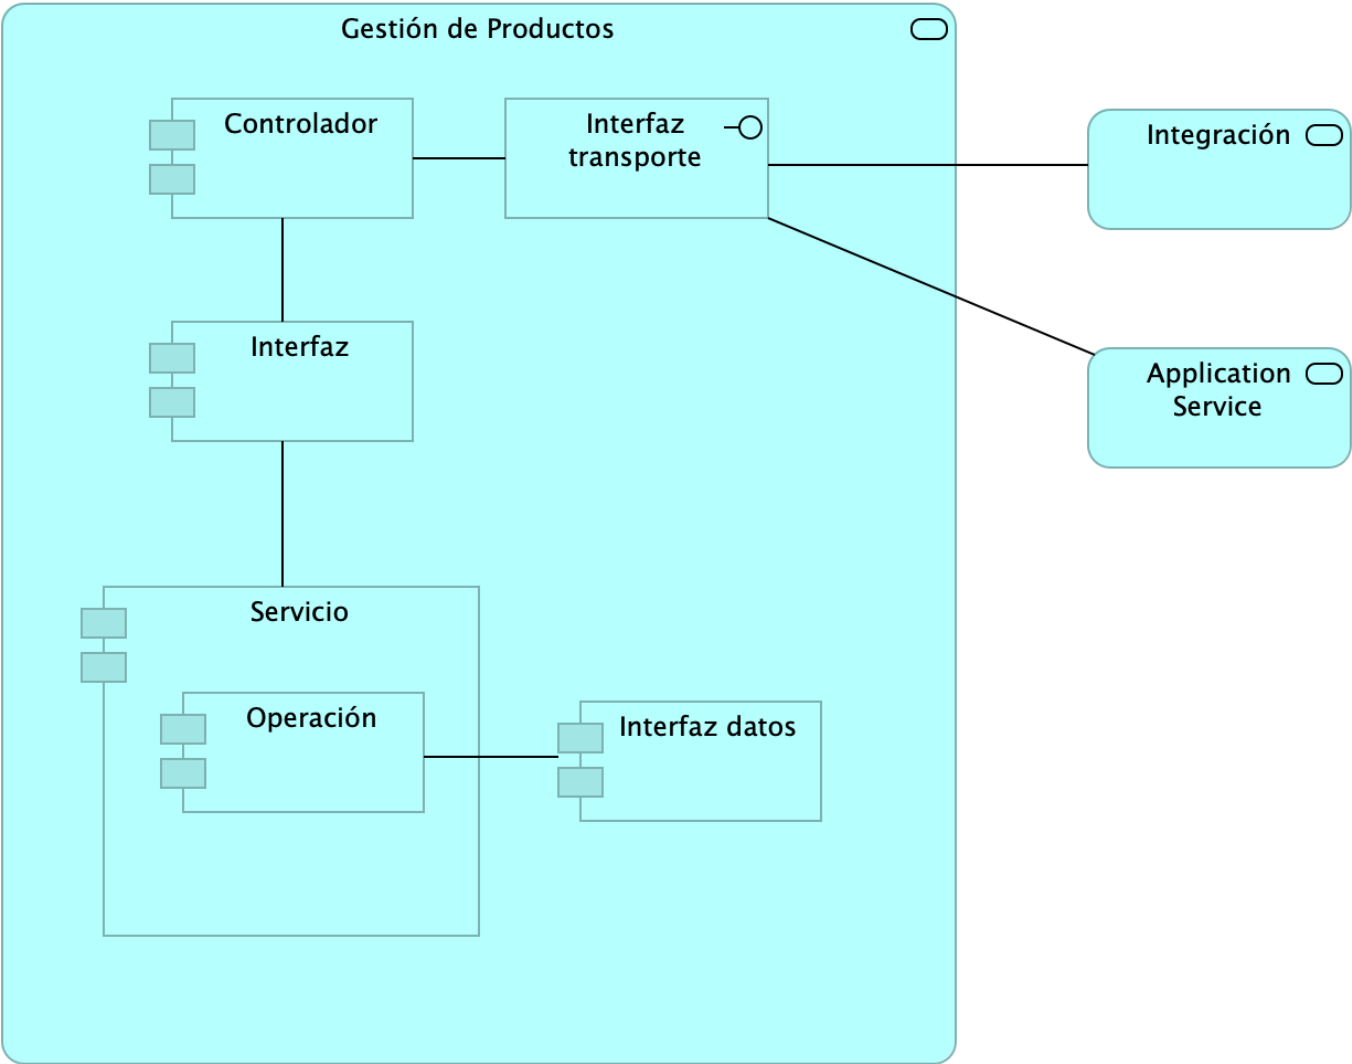 Gestión de Productos
Controlador
Interfaz
transporte
Integración
Interfaz
Application
Service
Servicio
Operación
Interfaz datos